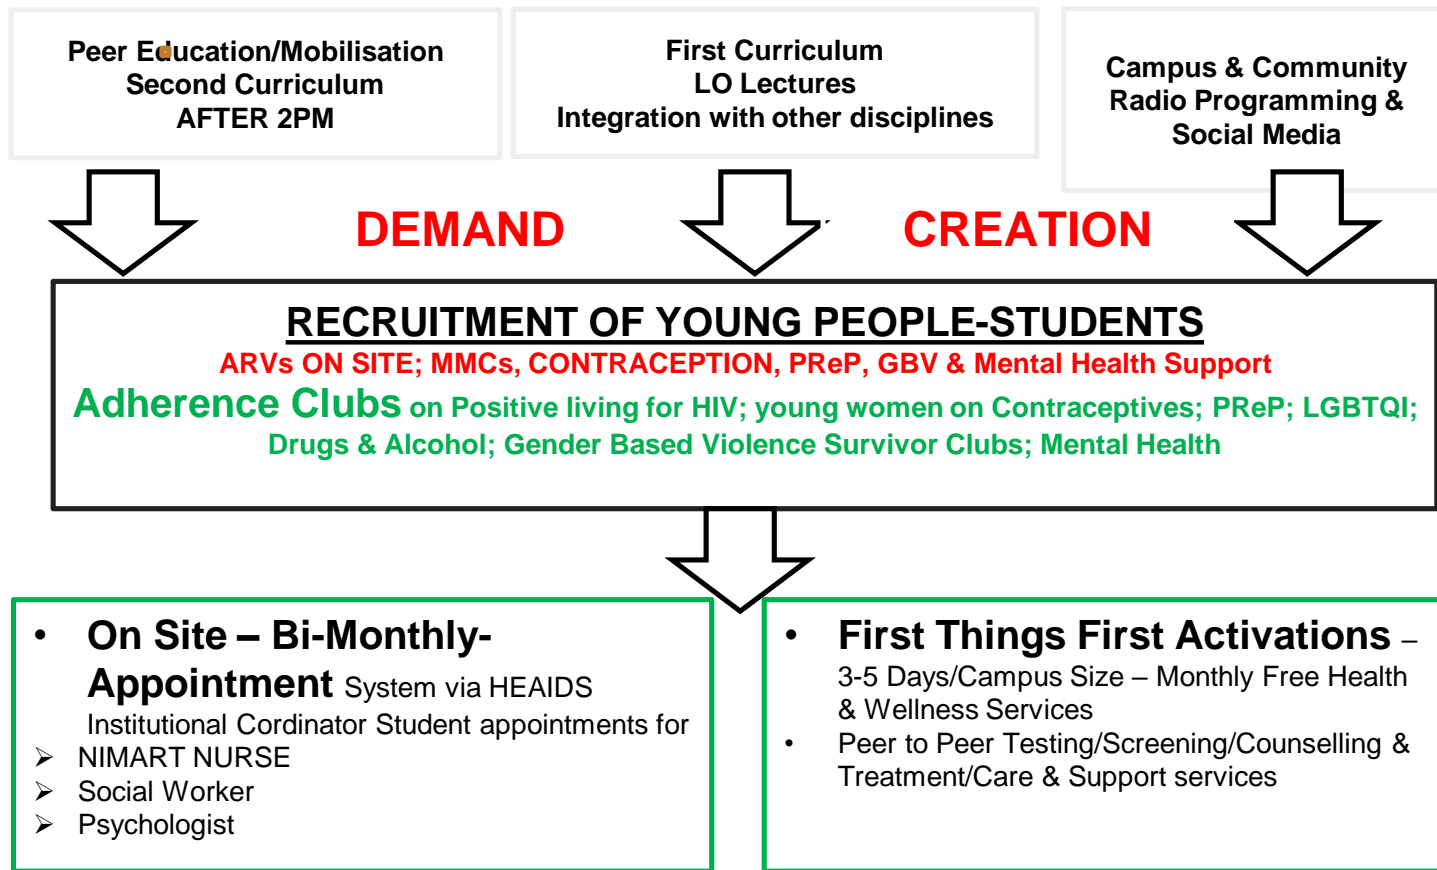 Peer Education/Mobilisation
Second Curriculum
AFTER 2PM
First Curriculum
LO Lectures
Integration with other disciplines
Campus & Community
Radio Programming &
Social Media
DEMAND CREATION
RECRUITMENT OF YOUNG PEOPLE-STUDENTS
ARVs ON SITE; MMCs, CONTRACEPTION, PReP, GBV & Mental Health Support
Adherence Clubs on Positive living for HIV; young women on Contraceptives; PReP; LGBTQI;
Drugs & Alcohol; Gender Based Violence Survivor Clubs; Mental Health
• On Site – Bi-Monthly-
Appointment System via HEAIDS
Institutional Cordinator Student appointments for
➢ NIMART NURSE
➢ Social Worker
➢ Psychologist
• First Things First Activations –
3-5 Days/Campus Size – Monthly Free Health
& Wellness Services
• Peer to Peer Testing/Screening/Counselling &
Treatment/Care & Support services